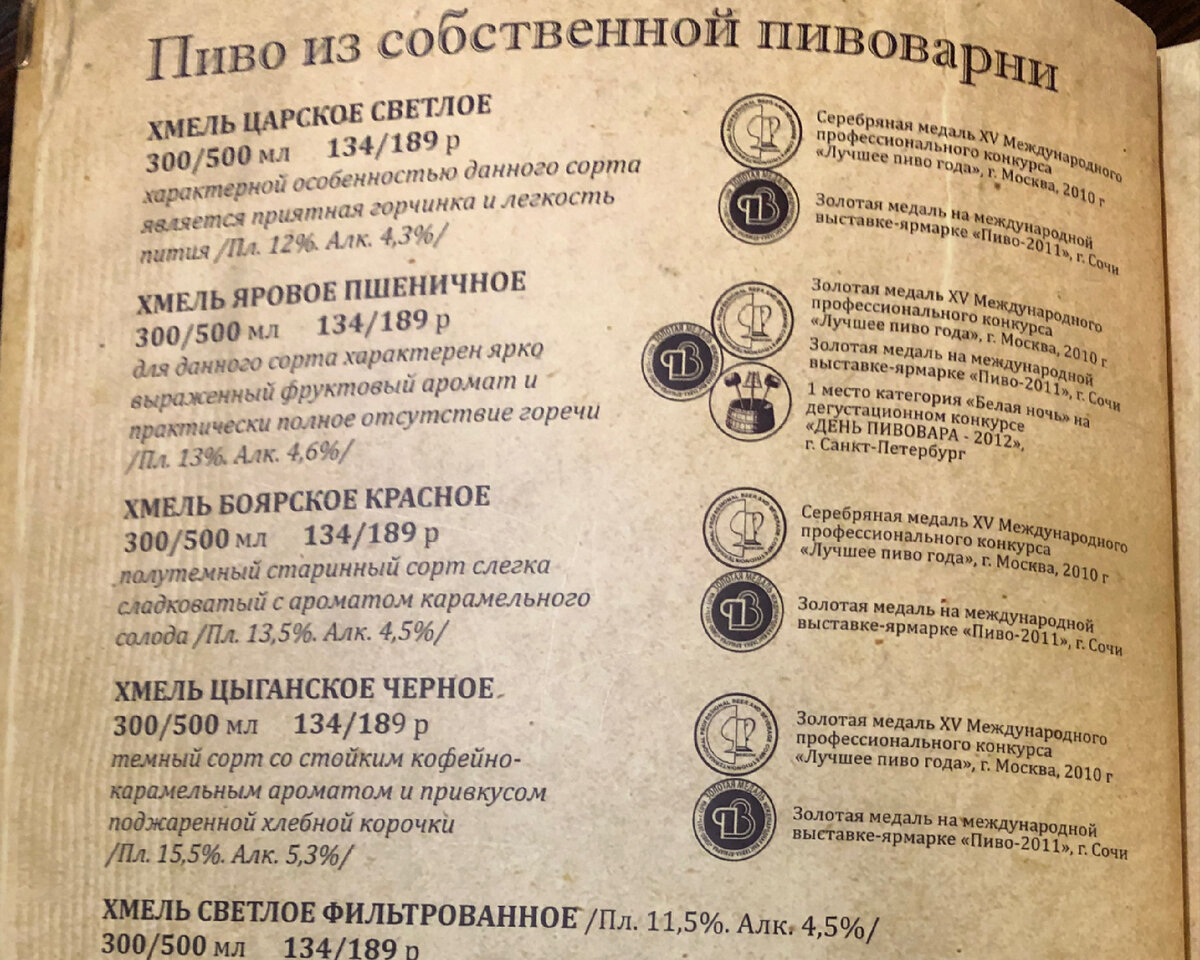 Пиво из собственной пивоварни
ХМЕЛЬ ЦАРСКОЕ СВЕТЛОЕ
300/500 мл 134/189 р
характерной особенностью данного сорта
является приятная горчинка и легкость
пития /Пл. 12%. Алк. 4,3%/
Серебряная медаль XV Международного
профессионального конкурса
«Лучшее пиво года», г. Москва, 2010 г
Золотая медаль на международной
выставке-ярмарке «Пиво-2011», г. Сочи
ХМЕЛЬ ЯРОВОЕ ПШЕНИЧНОЕ
300/500 мл 134/189 р
для данного сорта характерен ярко
выраженный фруктовый аромат и
практически полное отсутствие горечи
/Пл. 13%. Алк. 4,6%/
Золотая медаль XV Международного
профессионального конкурса
«Лучшее пиво года», г. Москва, 2010 г
Золотая медаль на международной
выставке-ярмарке «Пиво-2011», г. Сочи
1 место категория «Белая ночь» на
дегустационном конкурсе
«ДЕНЬ ПИВОВАРА - 2012»,
г. Санкт-Петербург
ХМЕЛЬ БОЯРСКОЕ КРАСНОЕ
300/500 мл 134/189 р
полутемный старинный сорт слегка
сладковатый с ароматом карамельного
солода /Пл. 13,5%. Алк. 4,5%/
Серебряная медаль XV Международного
профессионального конкурса
«Лучшее пиво года», г. Москва, 2010 г
Золотая медаль на международной
выставке-ярмарке «Пиво-2011», г. Сочи
ХМЕЛЬ ЦЫГАНСКОЕ ЧЕРНОЕ
300/500 мл 134/189 р
темный сорт со стойким кофейно-
карамельным ароматом и привкусом
поджаренной хлебной корочки
/Пл. 15,5%. Алк. 5,3%/
Золотая медаль XV Международного
профессионального конкурса
«Лучшее пиво года», г. Москва, 2010 г
Золотая медаль на международной
выставке-ярмарке «Пиво-2011», г. Сочи
ХМЕЛЬ СВЕТЛОЕ ФИЛЬТРОВАННОЕ /Пл. 11,5%. Алк. 4,5%/
300/500 мл 134/189 р